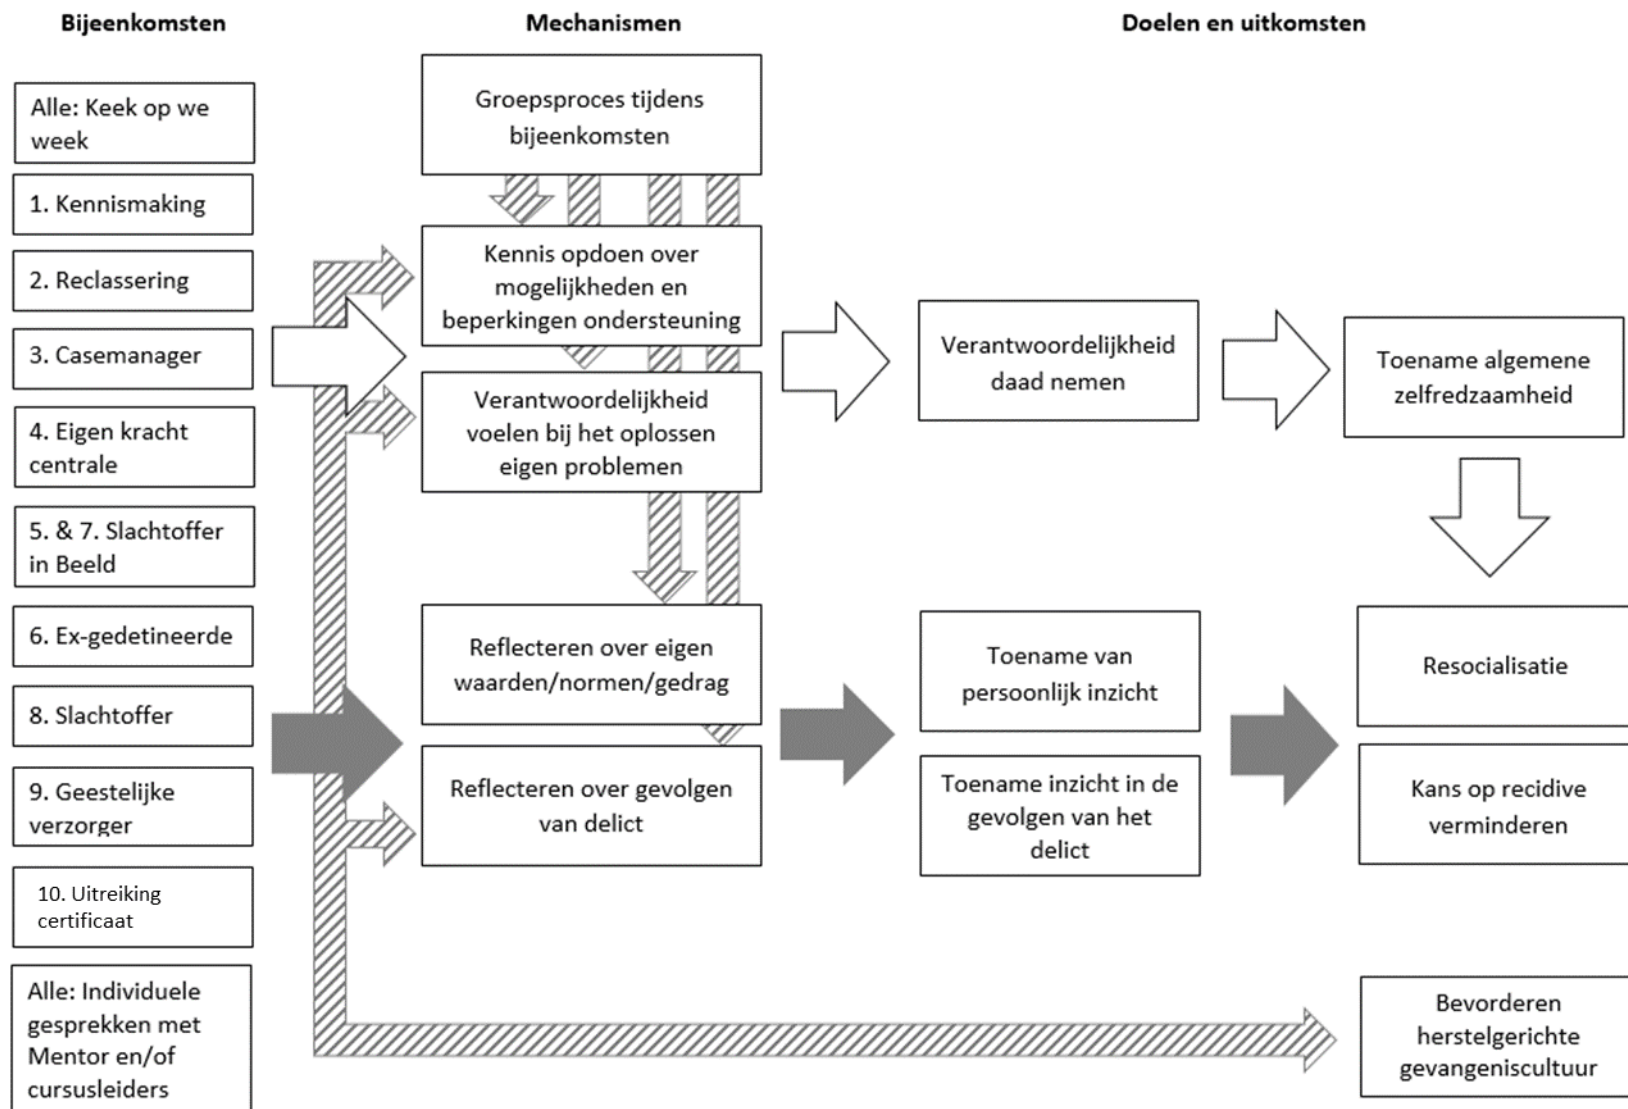 Bijeenkomsten
Mechanismen
Doelen en uitkomsten
Alle: Keek op we
week
1. Kennismaking
2. Reclassering
3. Casemanager
4. Eigen kracht
centrale
5. & 7. Slachtoffer
in Beeld
6. Ex-gedetineerde
8. Slachtoffer
9. Geestelijke
verzorger
10. Uitreiking
certificaat
Alle: Individuele
gesprekken met
Mentor en/of
cursusleiders
Groepsproces tijdens
bijeenkomsten
Kennis opdoen over
mogelijkheden en
beperkingen ondersteuning
Verantwoordelijkheid
voelen bij het oplossen
eigen problemen
Reflecteren over eigen
waarden/normen/gedrag
Reflecteren over gevolgen
van delict
Verantwoordelijkheid
daad nemen
Toename van
persoonlijk inzicht
Toename inzicht in de
gevolgen van het
delict
Toename algemene
zelfredzaamheid
Resocialisatie
Kans op recidive
verminderen
Bevorderen
herstelgerichte
gevangeniscultuur